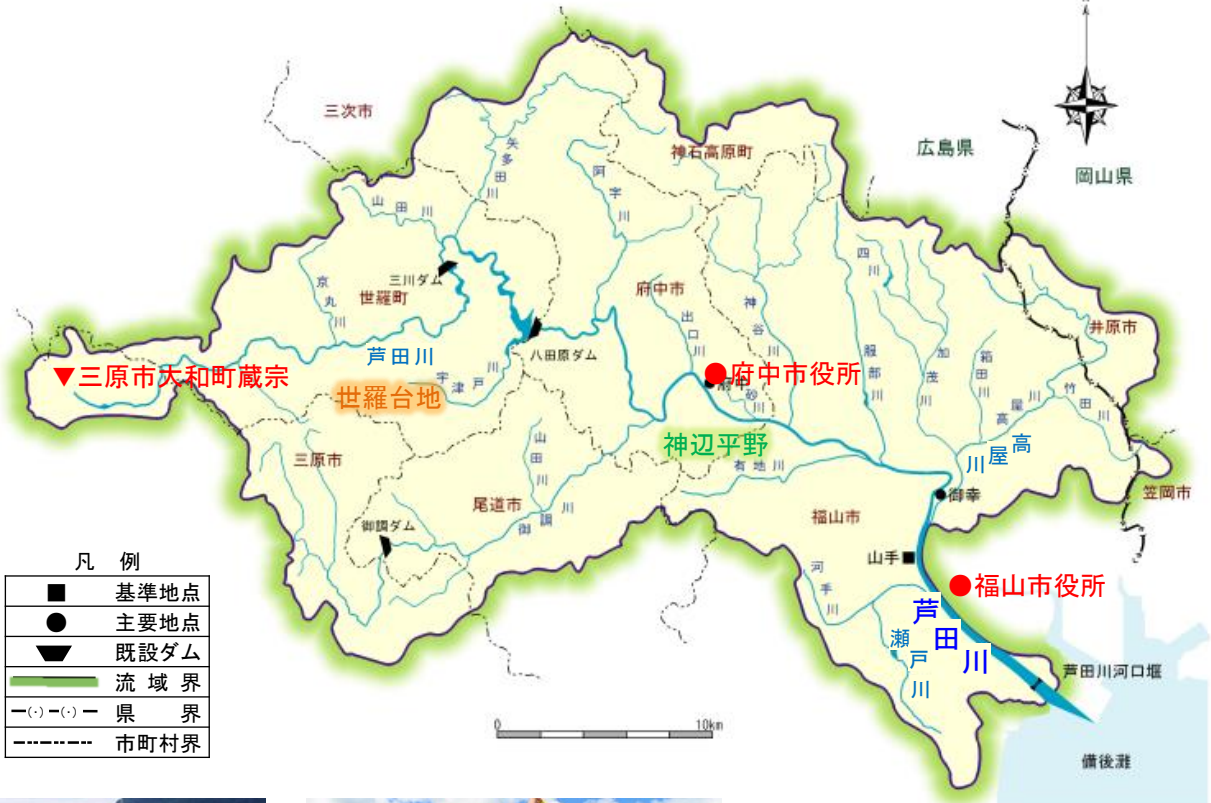 三次市
広島県
岡山県
神石高原町
矢多田川
阿宇川
山田川
三川ダム
京丸川
世羅町
府中市
出口川
神谷川
四川
井原市
八田原ダム
芦田川
▼三原市大和町蔵宗
宇津戸川
世羅台地
府中市役所
府中
砂川
服部川
加茂川
箱田川
高屋川
竹田川
神辺平野
高屋川
三原市
山田川
有地川
尾道市
御調川
御幸
笠岡市
御調ダム
福山市
山手
河手川
福山市役所
芦田川
瀬戸川
芦田川河口堰
備後灘
凡 例
基準地点
主要地点
既設ダム
流域界
県 界
市町村界
0 10km